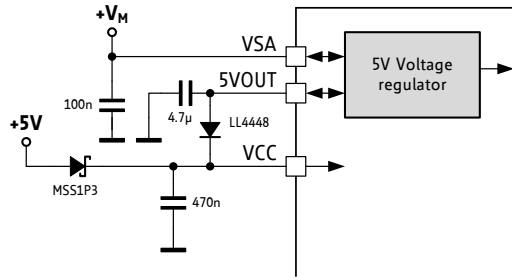 +VM
VSA
5V Voltage
regulator
5VOUT
100n
4.7µ
LL4448
+5V
VCC
MSS1P3
470n